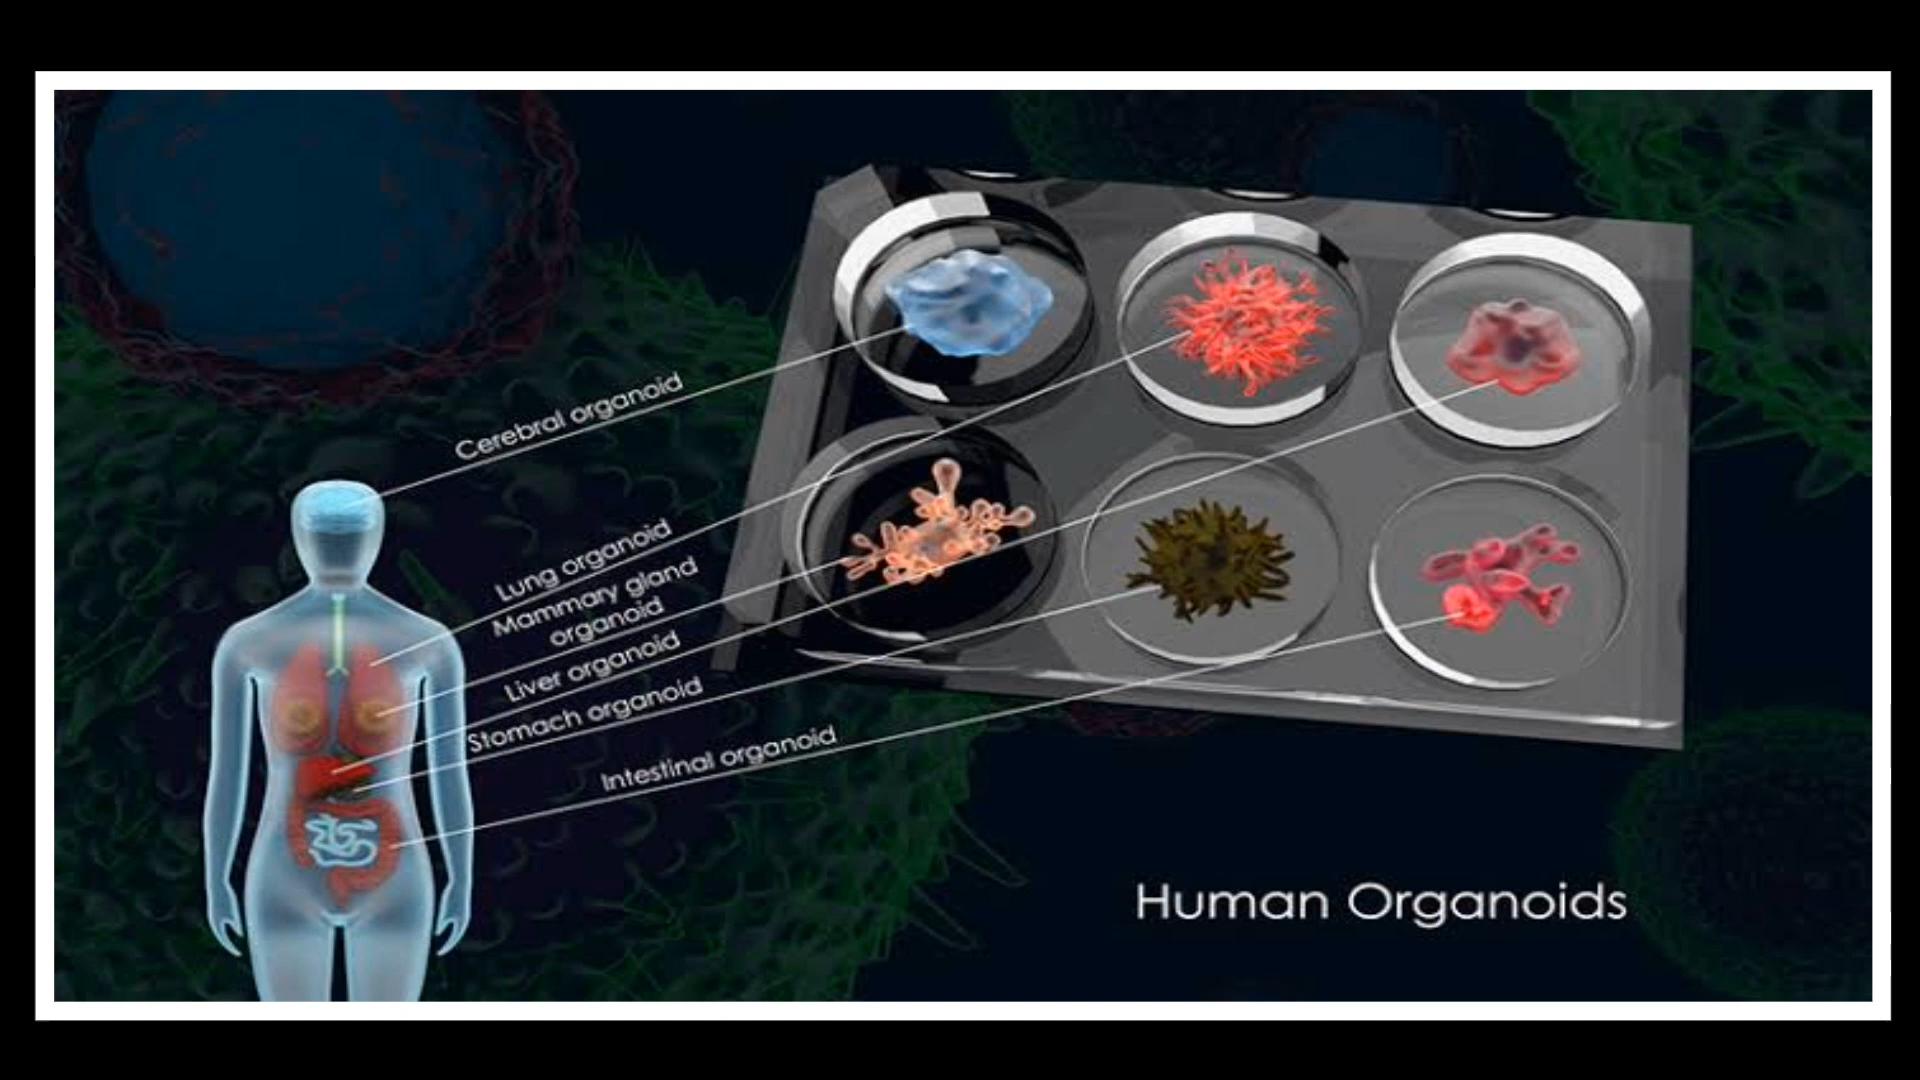 Cerebral organoid
Lung organoid
Mammary gland
organoid
Liver organoid
Stomach organoid
Intestinal organoid
Human Organoids